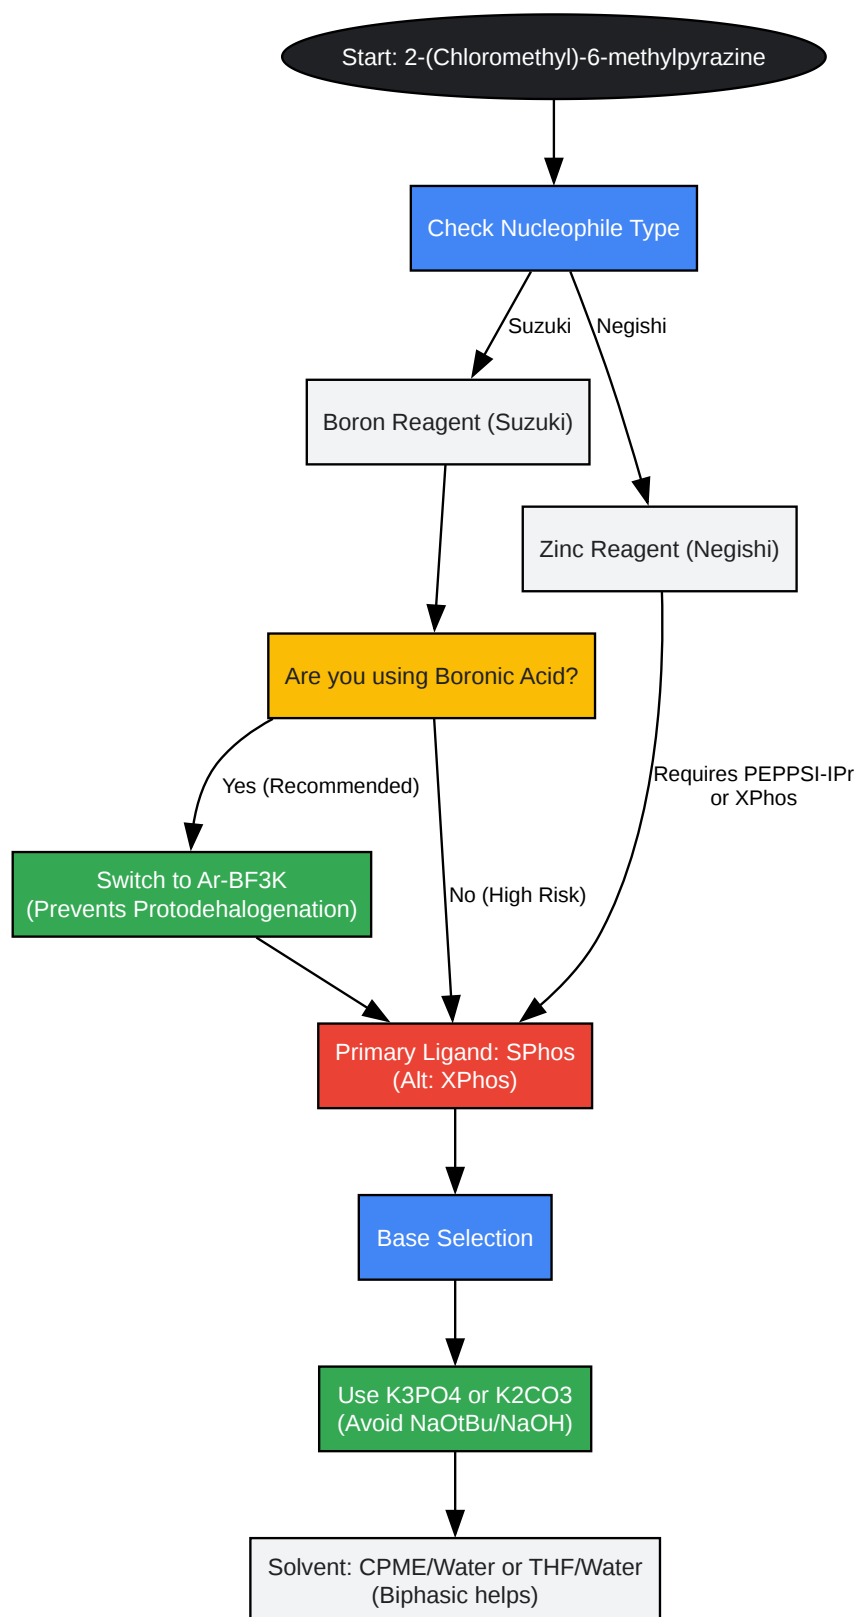 Start: 2-(Chloromethyl)-6-methylpyrazine
Check Nucleophile Type
Suzuki
Negishi
Boron Reagent (Suzuki)
Zinc Reagent (Negishi)
Are you using Boronic Acid?
Requires PEPPSI-IPr
or XPhos
Yes (Recommended)
Switch to Ar-BF3K
(Prevents Protodehalogenation)
No (High Risk)
Primary Ligand: SPhos
(Alt: XPhos)
Base Selection
Use K3PO4 or K2CO3
(Avoid NaOtBu/NaOH)
Solvent: CPME/Water or THF/Water
(Biphasic helps)